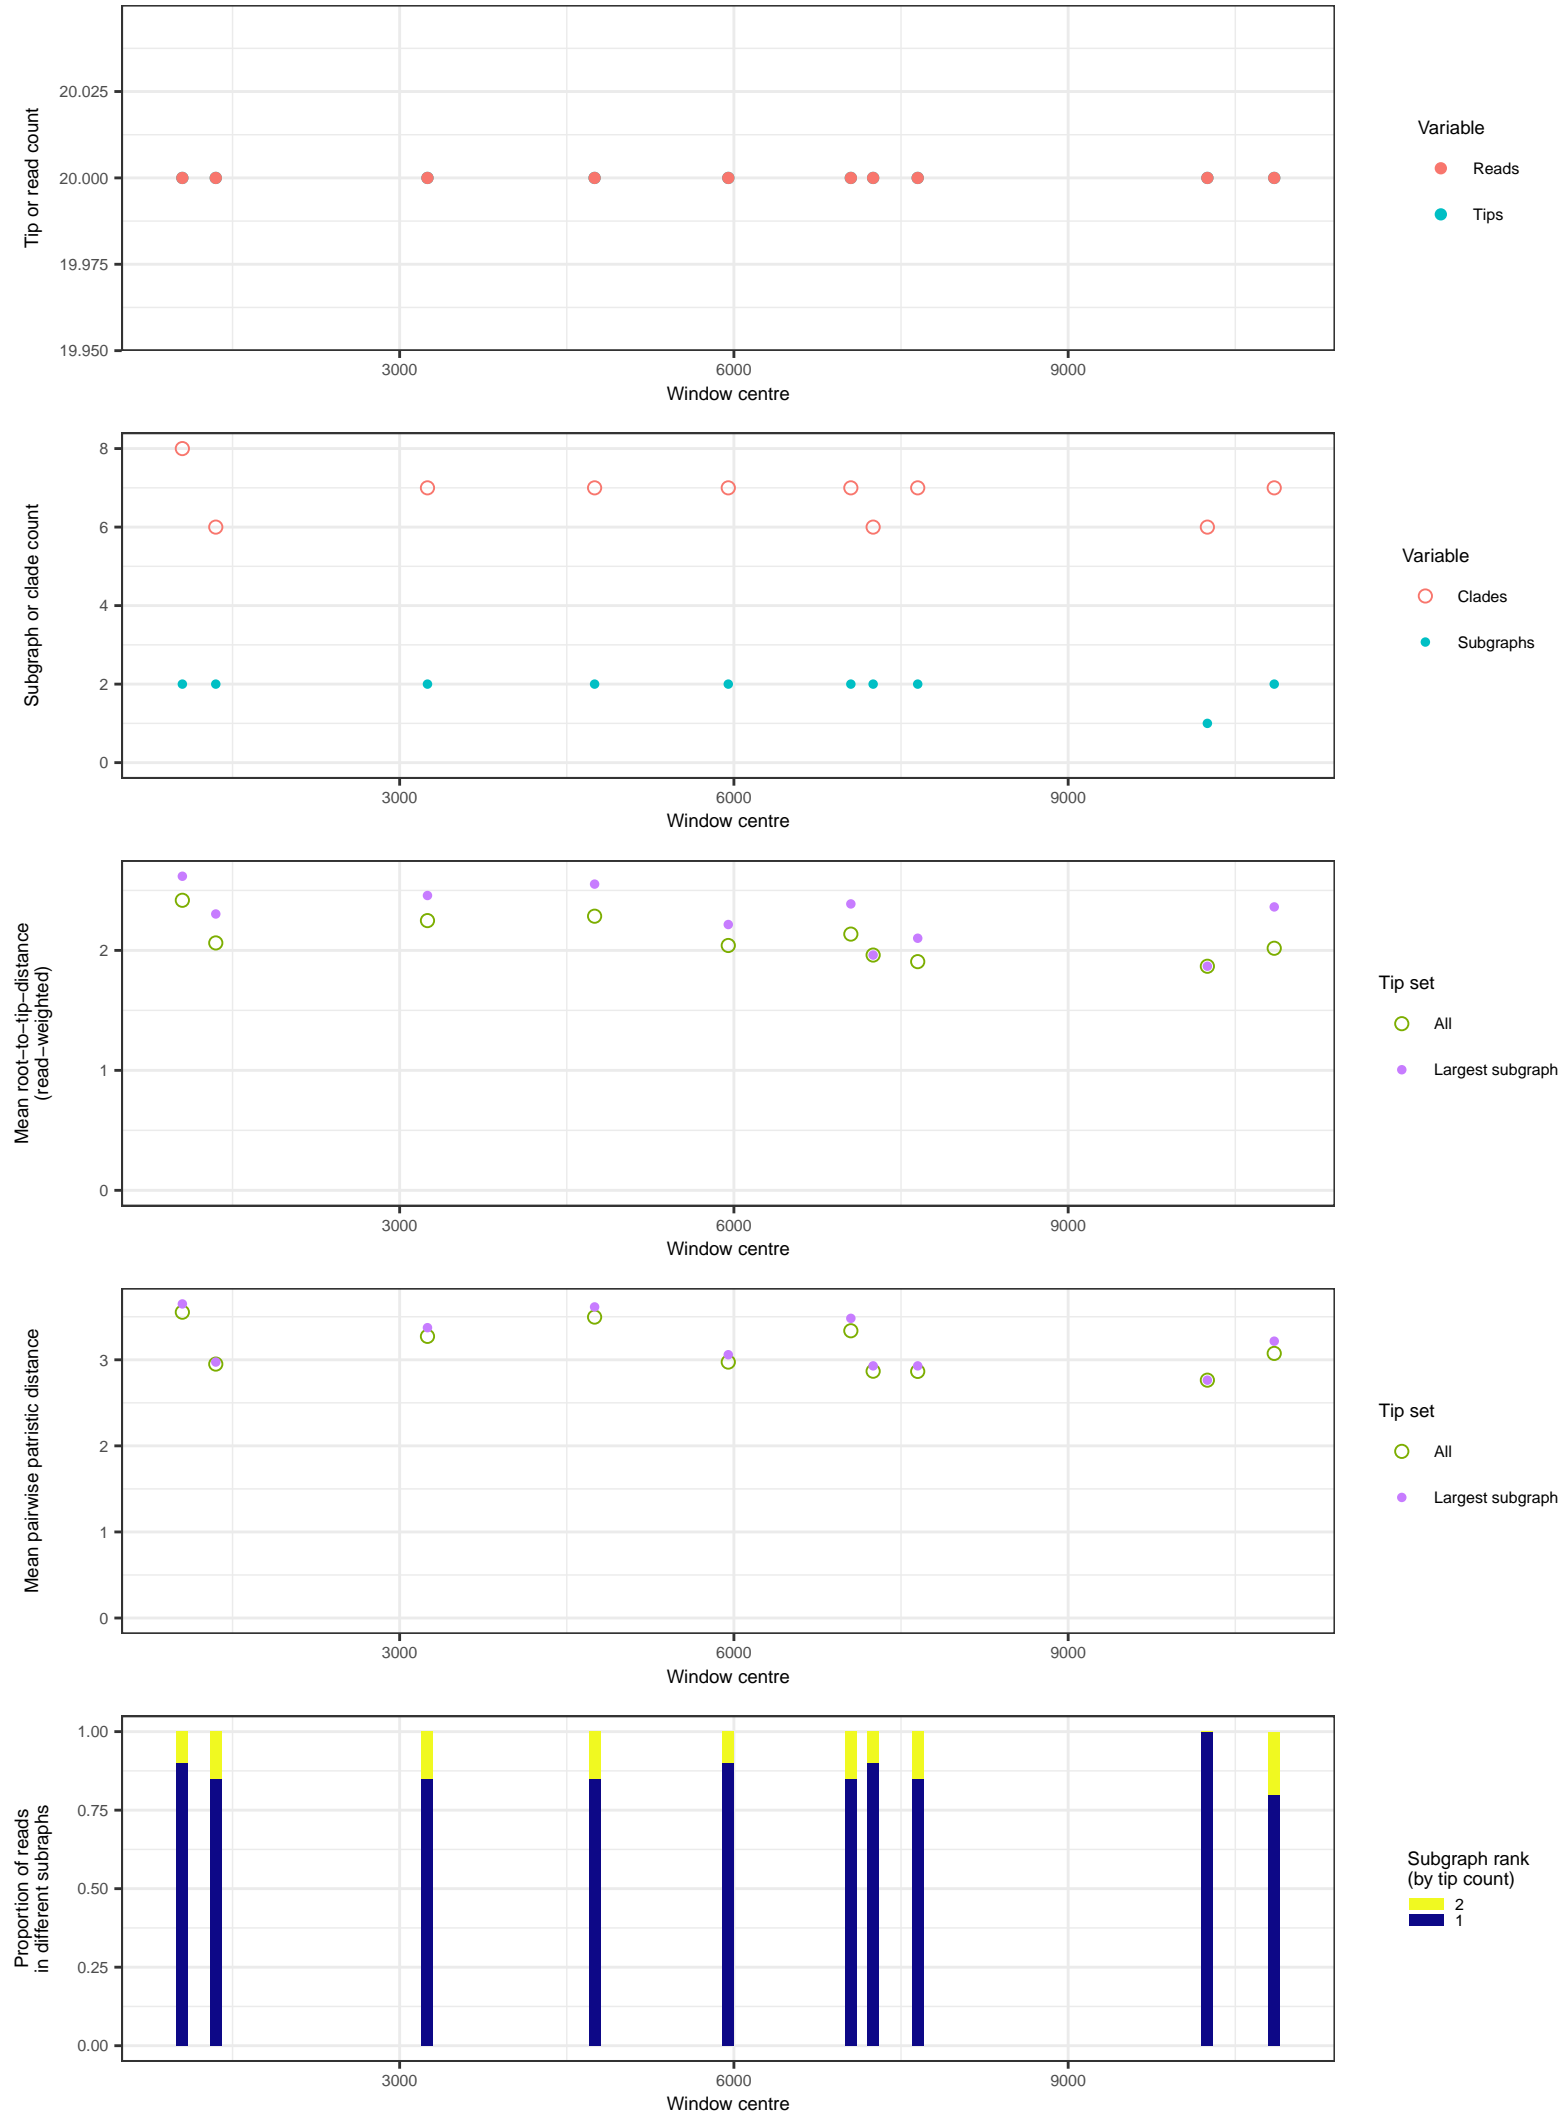 Tip or read count
20.025
20.000
19.975
19.950
3000
6000
9000
Window centre
Variable
Reads
Tips
Subgraph or clade count
8
6
4
2
0
3000
6000
9000
Window centre
Variable
Clades
Subgraphs
Mean root−to−tip−distance
(read−weighted)
2
1
0
3000
6000
9000
Window centre
Tip set
All
Largest subgraph
Mean pairwise patristic distance
3
2
1
0
3000
6000
9000
Window centre
Tip set
All
Largest subgraph
Proportion of reads
in different subraphs
1.00
0.75
0.50
0.25
0.00
3000
6000
9000
Window centre
Subgraph rank
(by tip count)
2
1